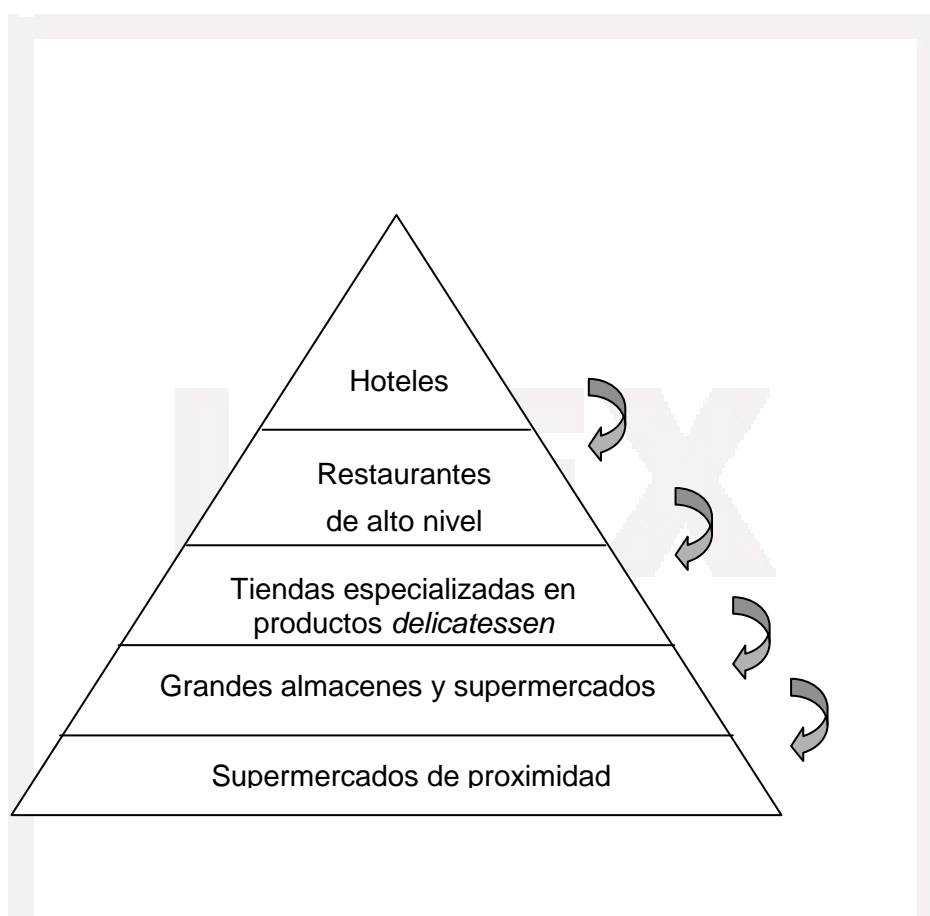 Hoteles
Restaurantes
de alto nivel
Tiendas especializadas en
productos delicatessen
Grandes almacenes y supermercados
Supermercados de proximidad